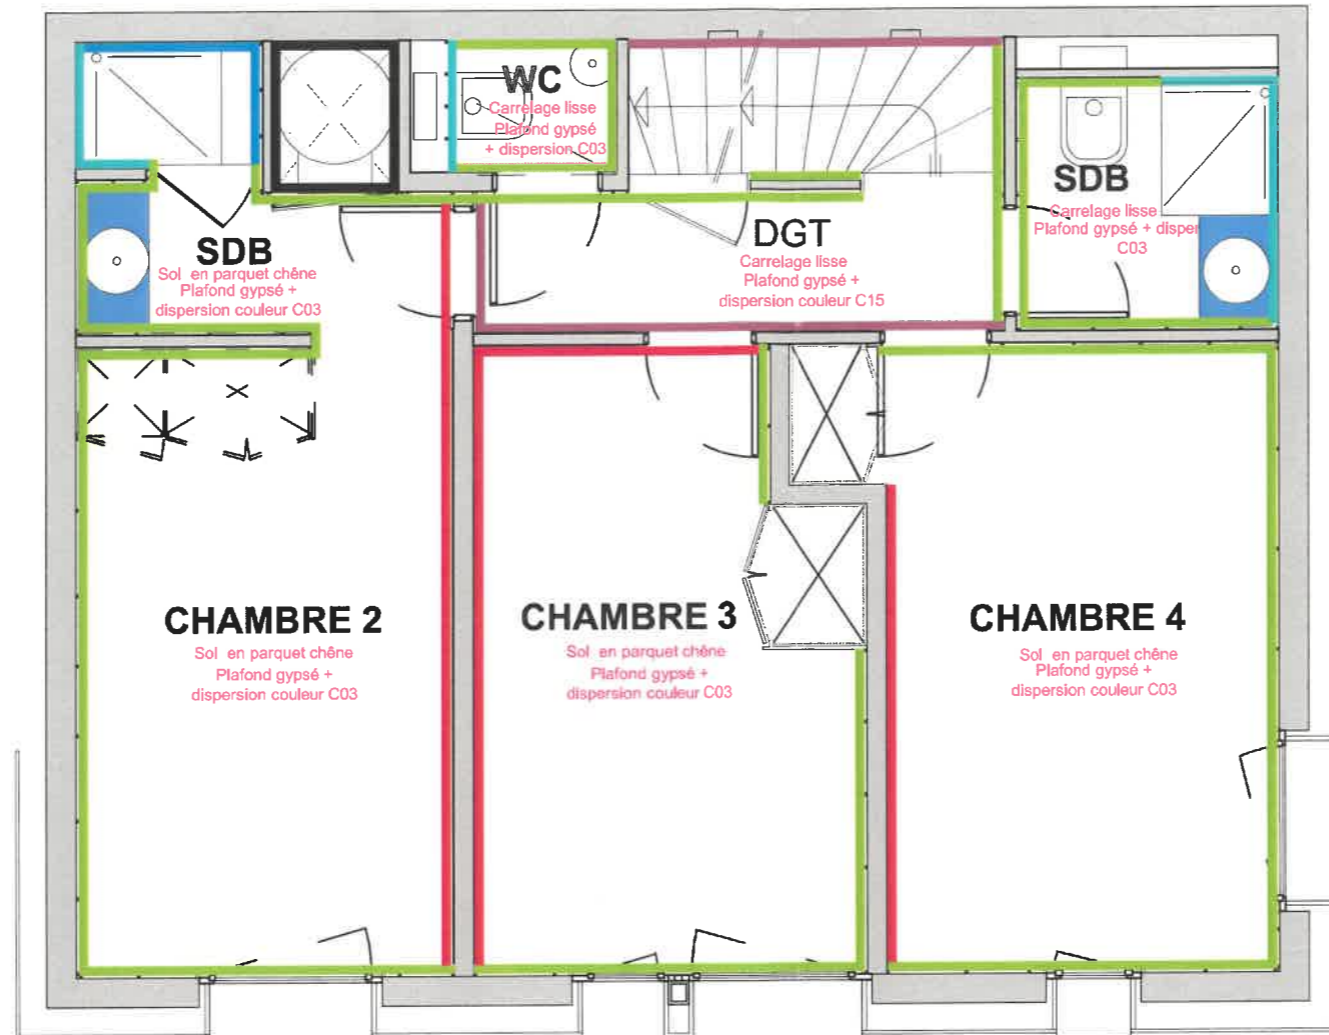 WC
Carrelage lisse
Plafond gypsé
+ dispersion C03
SDB
Carrelage lisse
Plafond gypsé + disper
C03
SDB
Sol en parquet chêne
Plafond gypsé +
dispersion couleur C03
DGT
Carrelage lisse
Plafond gypsé +
dispersion couleur C15
CHAMBRE 2
Sol en parquet chêne
Plafond gypsé +
dispersion couleur C03
CHAMBRE 3
Sol en parquet chêne
Plafond gypsé +
dispersion couleur C03
CHAMBRE 4
Sol en parquet chêne
Plafond gypsé +
dispersion couleur C03